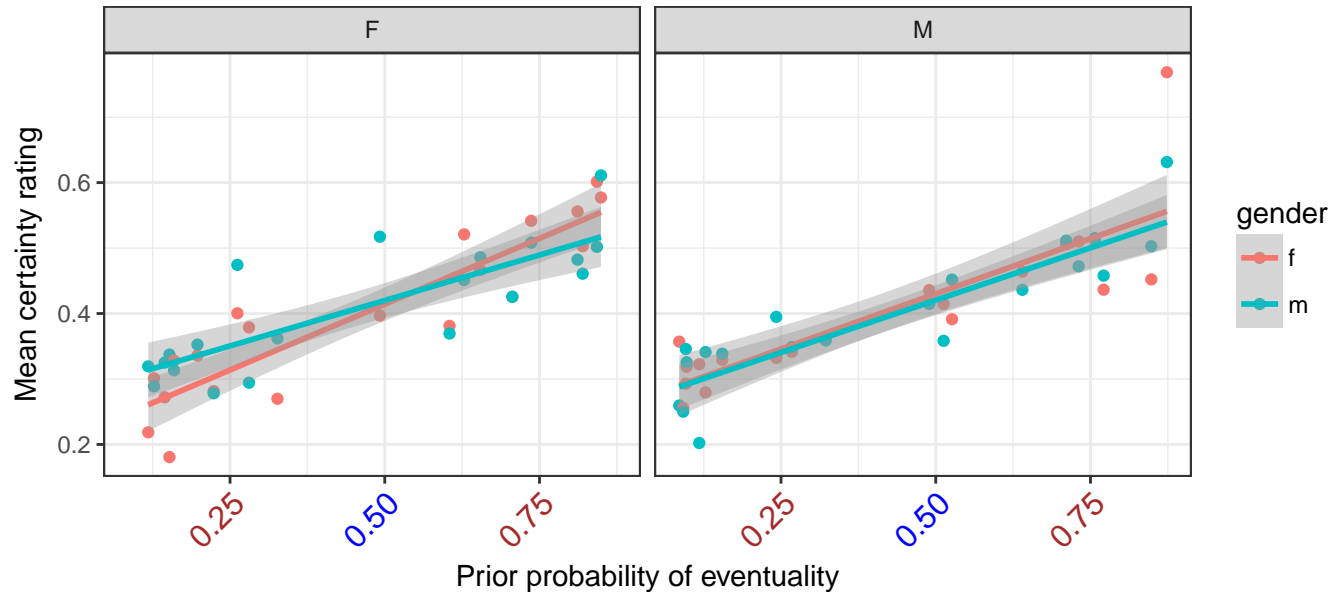 F
M
Mean certainty rating
0.6
0.4
0.2
0.25
0.50
0.75
0.25
0.50
0.75
Prior probability of eventuality
gender
f
m